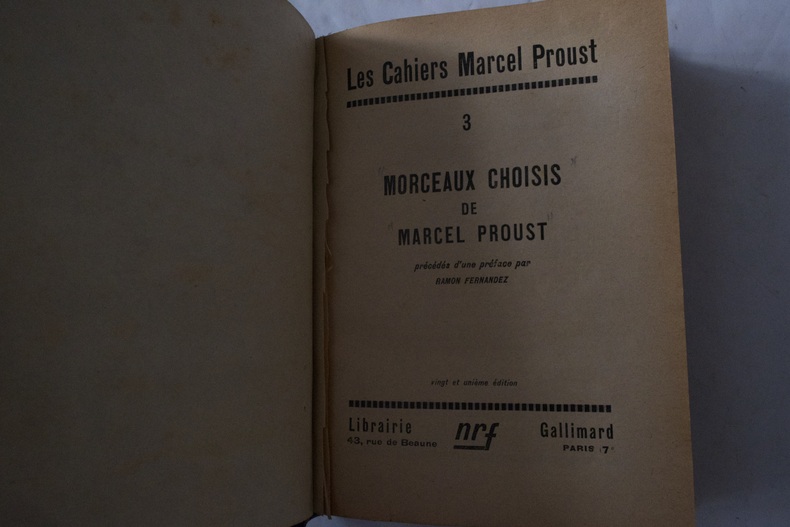 Les Cahiers Marcel Proust
3
"MORCEAUX CHOISIS"
DE
"MARCEL PROUST"
précédés d'une préface par
RAMON FERNANDEZ
vingt et unième édition
Librairie
43, rue de Beaune
nrf
Gallimard
PARIS (7e)